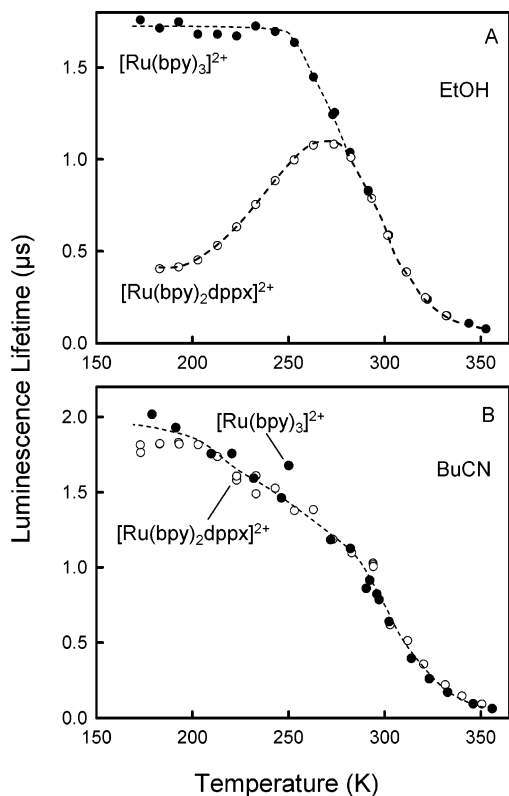 A
EtOH
[Ru(bpy)₃]²⁺
[Ru(bpy)₂dppx]²⁺
1.5
1.0
0.5
0.0
150 200 250 300 350
Luminescence Lifetime (μs)
B
BuCN
[Ru(bpy)₃]²⁺
[Ru(bpy)₂dppx]²⁺
2.0
1.5
1.0
0.5
0.0
150 200 250 300 350
Temperature (K)